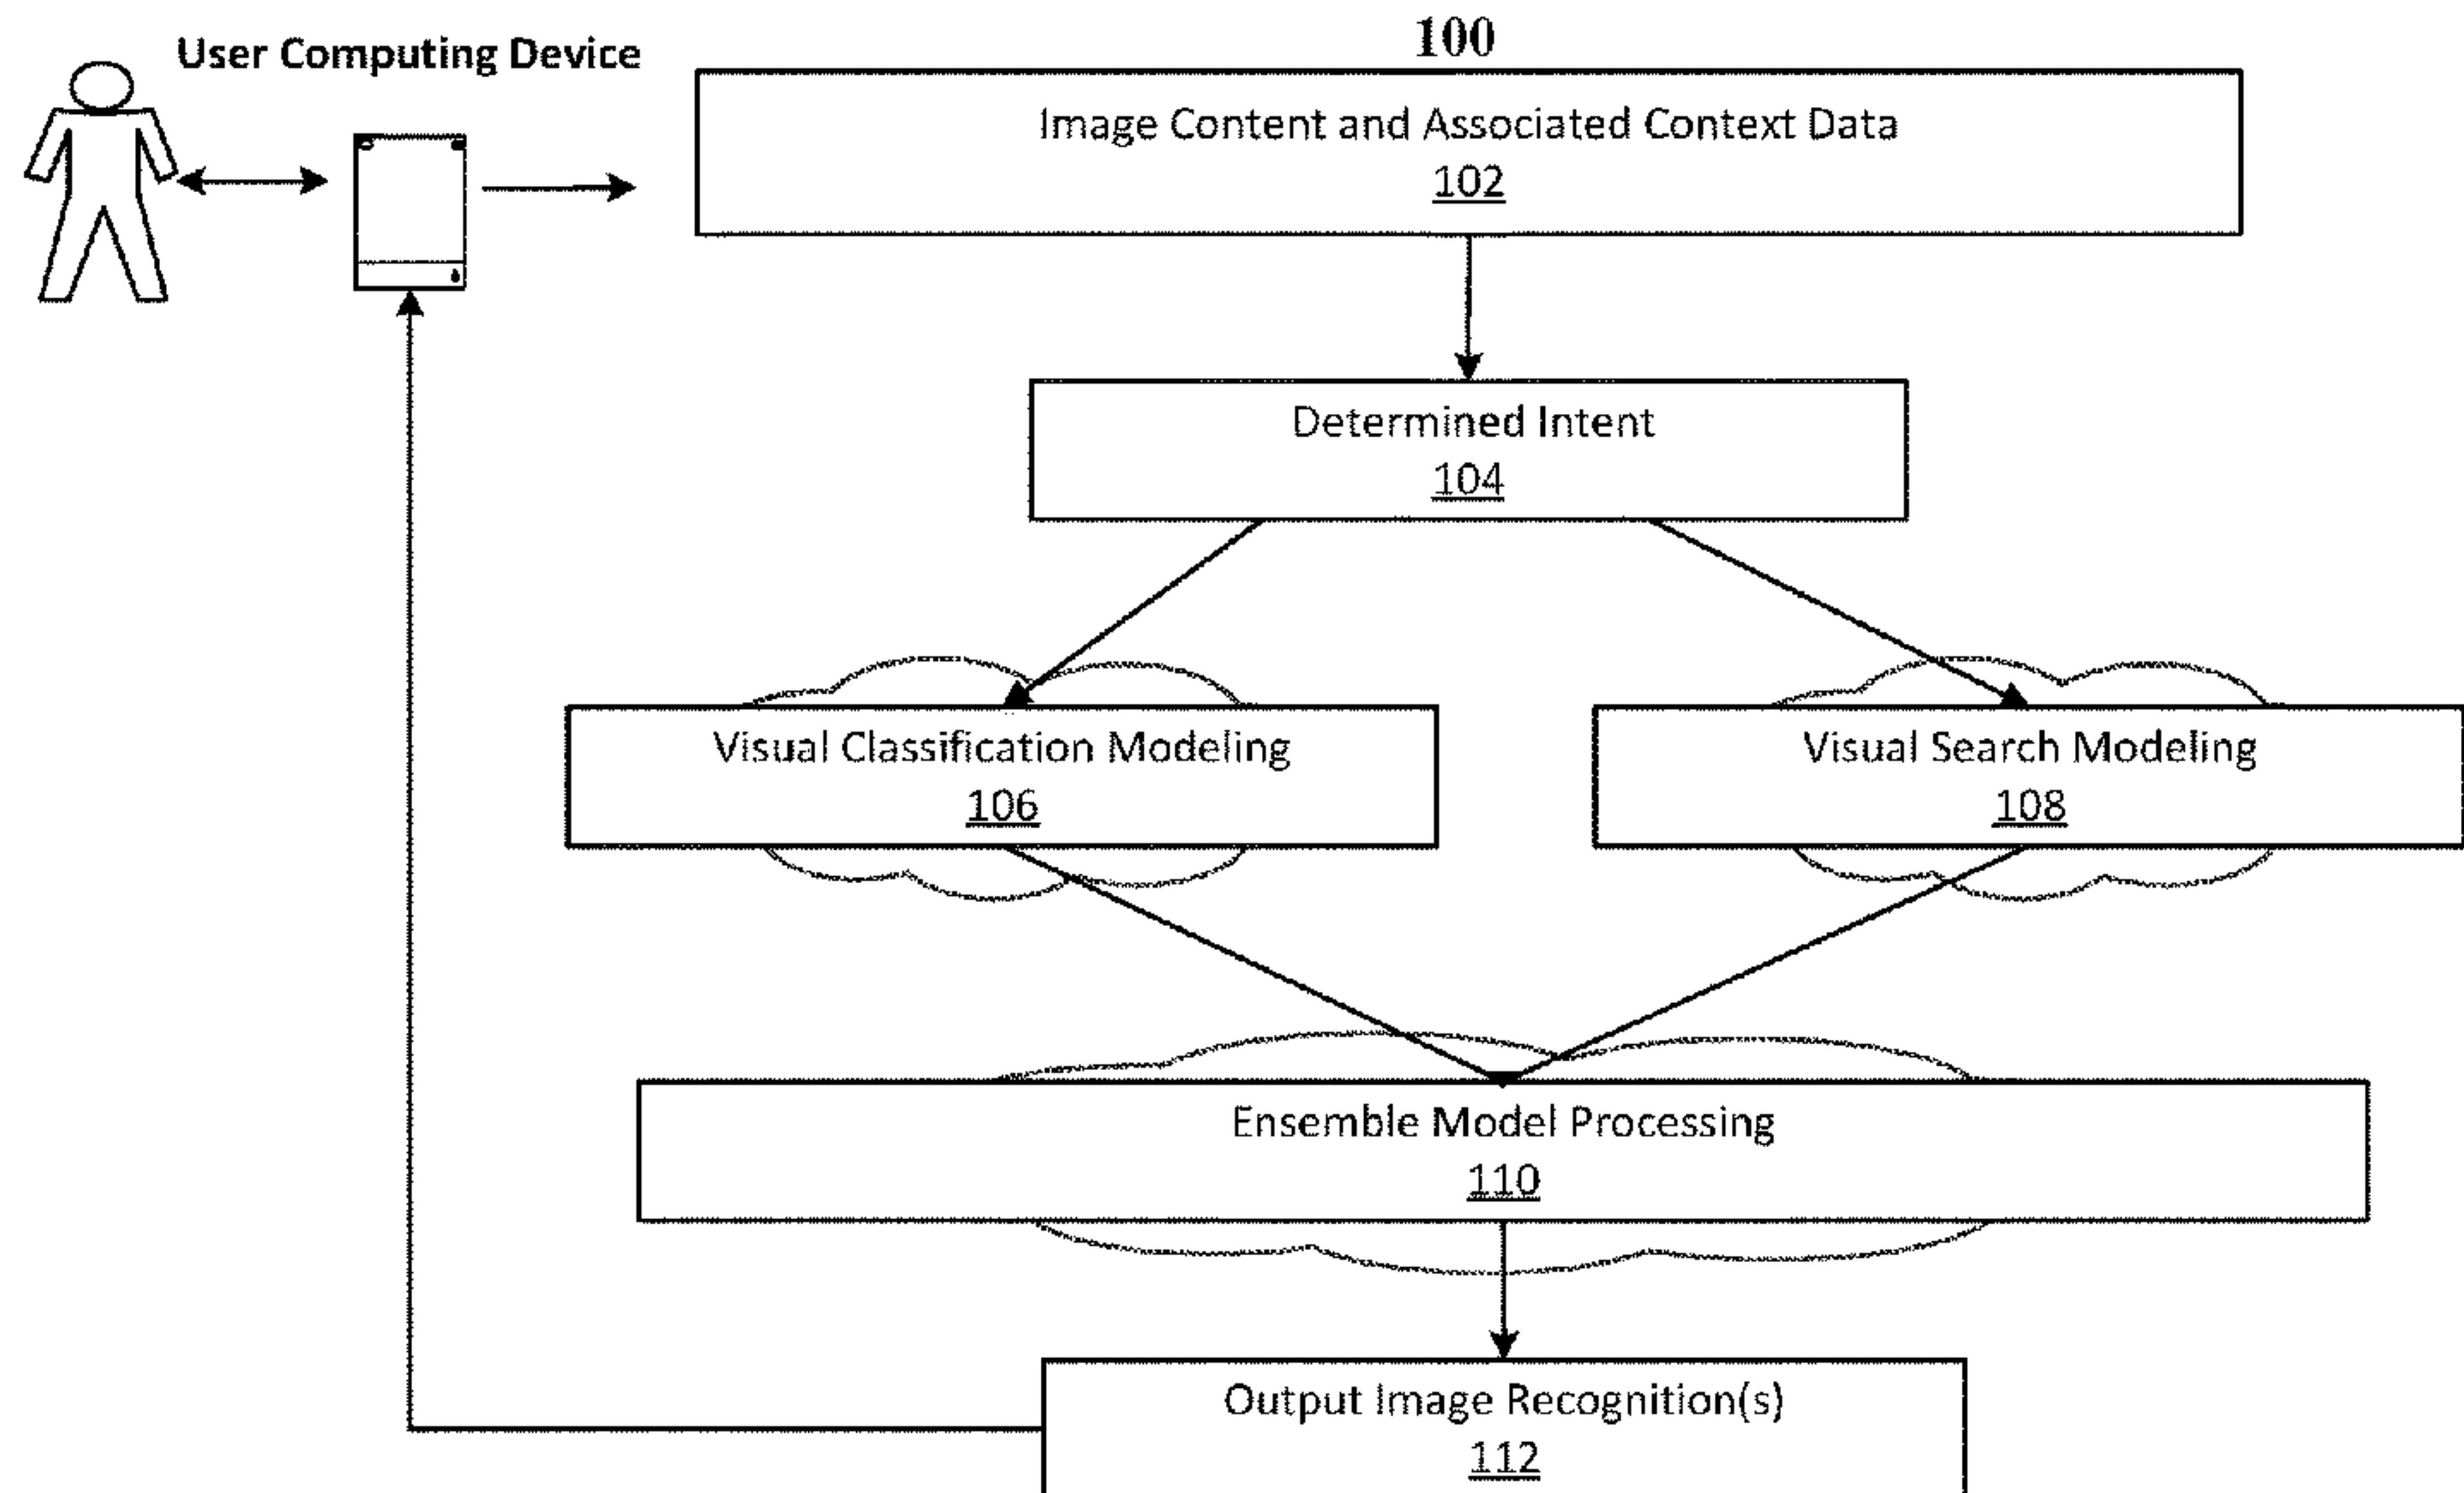 100
User Computing Device
Image Content and Associated Context Data
102
Determined Intent
104
Visual Classification Modeling
106
Visual Search Modeling
108
Ensemble Model Processing
110
Output Image Recognition(s)
112